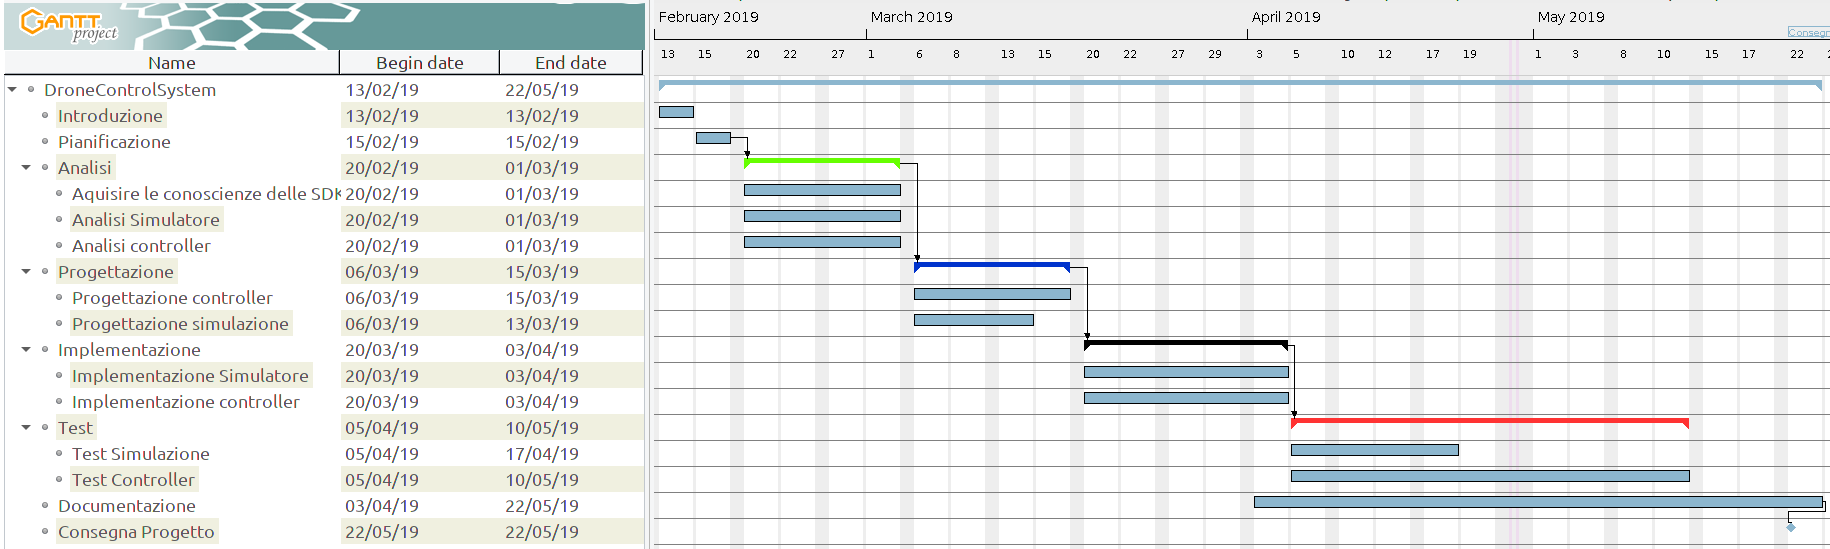 GANTT
project
Name Begin date End date
DroneControlSystem 13/02/19 22/05/19
Introduzione 13/02/19 13/02/19
Pianificazione 15/02/19 15/02/19
Analisi 20/02/19 01/03/19
Aquisire le conoscienze delle SDK 20/02/19 01/03/19
Analisi Simulatore 20/02/19 01/03/19
Analisi controller 20/02/19 01/03/19
Progettazione 06/03/19 15/03/19
Progettazione controller 06/03/19 15/03/19
Progettazione simulazione 06/03/19 13/03/19
Implementazione 20/03/19 03/04/19
Implementazione Simulatore 20/03/19 03/04/19
Implementazione controller 20/03/19 03/04/19
Test 05/04/19 10/05/19
Test Simulazione 05/04/19 17/04/19
Test Controller 05/04/19 10/05/19
Documentazione 03/04/19 22/05/19
Consegna Progetto 22/05/19 22/05/19
February 2019 March 2019 April 2019 May 2019
Consegn
13 15 20 22 27 1 6 8 13 15 20 22 27 29 3 5 10 12 17 19 1 3 8 10 15 17 22